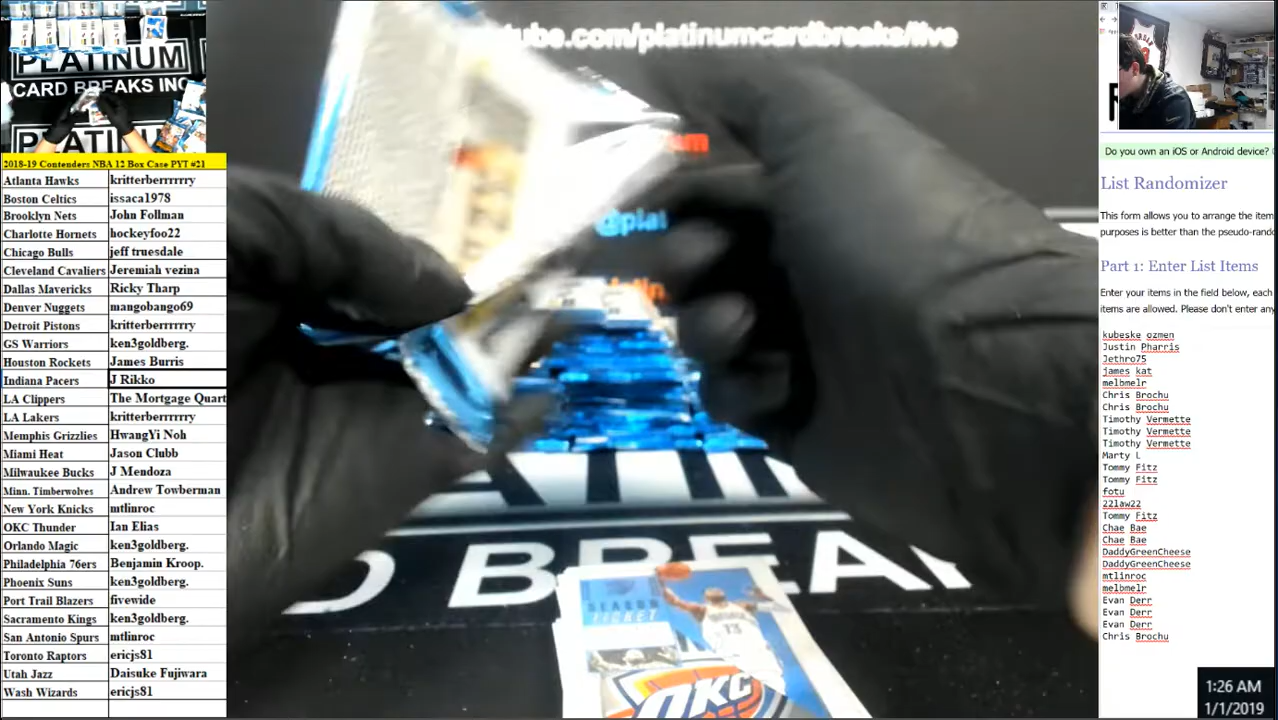 tube.com/platinumcardbreaks/live
PLATINUM
CARD BREAKS INC
PLATINUM
2018-19 Contenders NBA 12 Box Case PYT #21
Atlanta Hawks kritterberrrrry
Boston Celtics issaca1978
Brooklyn Nets John Follman
Charlotte Hornets hockeyfoo22
Chicago Bulls jeff truesdale
Cleveland Cavaliers Jeremiah vezina
Dallas Mavericks Ricky Tharp
Denver Nuggets mangobango69
Detroit Pistons kritterberrrrry
GS Warriors ken3goldberg.
Houston Rockets James Burris
Indiana Pacers J Rikko
LA Clippers The Mortgage Quart
LA Lakers kritterberrrrry
Memphis Grizzlies HwangYi Noh
Miami Heat Jason Clubb
Milwaukee Bucks J Mendoza
Minn. Timberwolves Andrew Towberman
New York Knicks mtlinroc
OKC Thunder Ian Elias
Orlando Magic ken3goldberg.
Philadelphia 76ers Benjamin Kroop.
Phoenix Suns ken3goldberg.
Port Trail Blazers fivewide
Sacramento Kings ken3goldberg.
San Antonio Spurs mtlinroc
Toronto Raptors ericjs81
Utah Jazz Daisuke Fujiwara
Wash Wizards ericjs81
@plat
D BREA
SEASON
TICKET
13
OKC
Do you own an iOS or Android device?
List Randomizer
This form allows you to arrange the item
purposes is better than the pseudo-rando
Part 1: Enter List Items
Enter your items in the field below, each
items are allowed. Please don't enter any
kubeske ozmen
Justin Pharris
Jethro75
james kat
melbmelr
Chris Brochu
Chris Brochu
Timothy Vermette
Timothy Vermette
Timothy Vermette
Marty L
Tommy Fitz
Tommy Fitz
fotu
22law22
Tommy Fitz
Chae Bae
Chae Bae
DaddyGreenCheese
DaddyGreenCheese
mtlinroc
melbmelr
Evan Derr
Evan Derr
Evan Derr
Chris Brochu
1:26 AM
1/1/2019